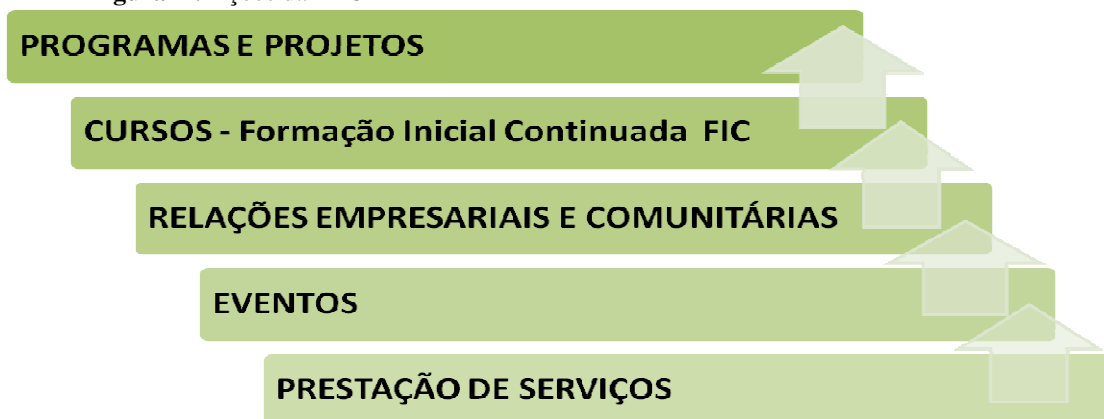 PROGRAMAS E PROJETOS
CURSOS - Formação Inicial Continuada FIC
RELAÇÕES EMPRESARIAIS E COMUNITÁRIAS
EVENTOS
PRESTAÇÃO DE SERVIÇOS